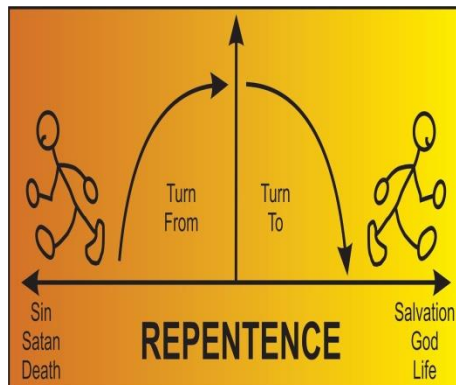 Turn
From
Turn
To
Sin
Satan
Death
REPENTENCE
Salvation
God
Life